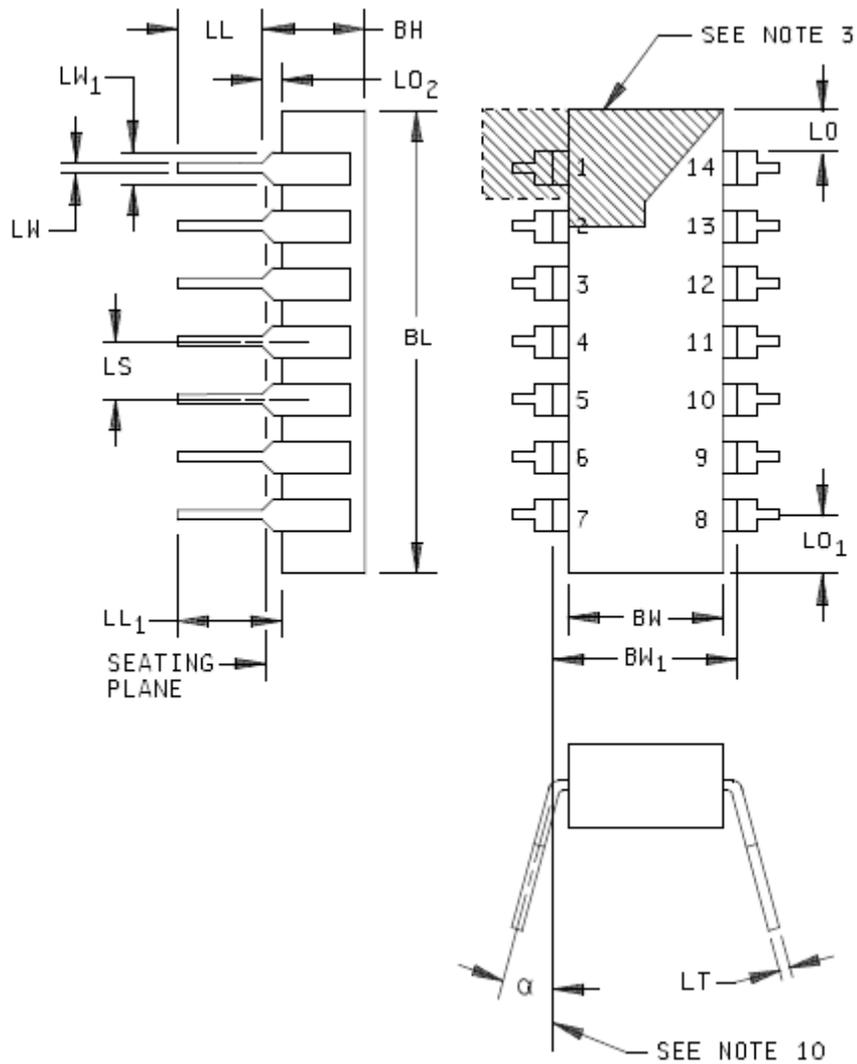 LL
BH
SEE NOTE 3
LW₁
LO₂
LO
1
14
LW
2
13
3
12
BL
4
11
LS
5
10
6
9
7
8
LO₁
LL₁
BW
SEATING
PLANE
BW₁
α
LT
SEE NOTE 10